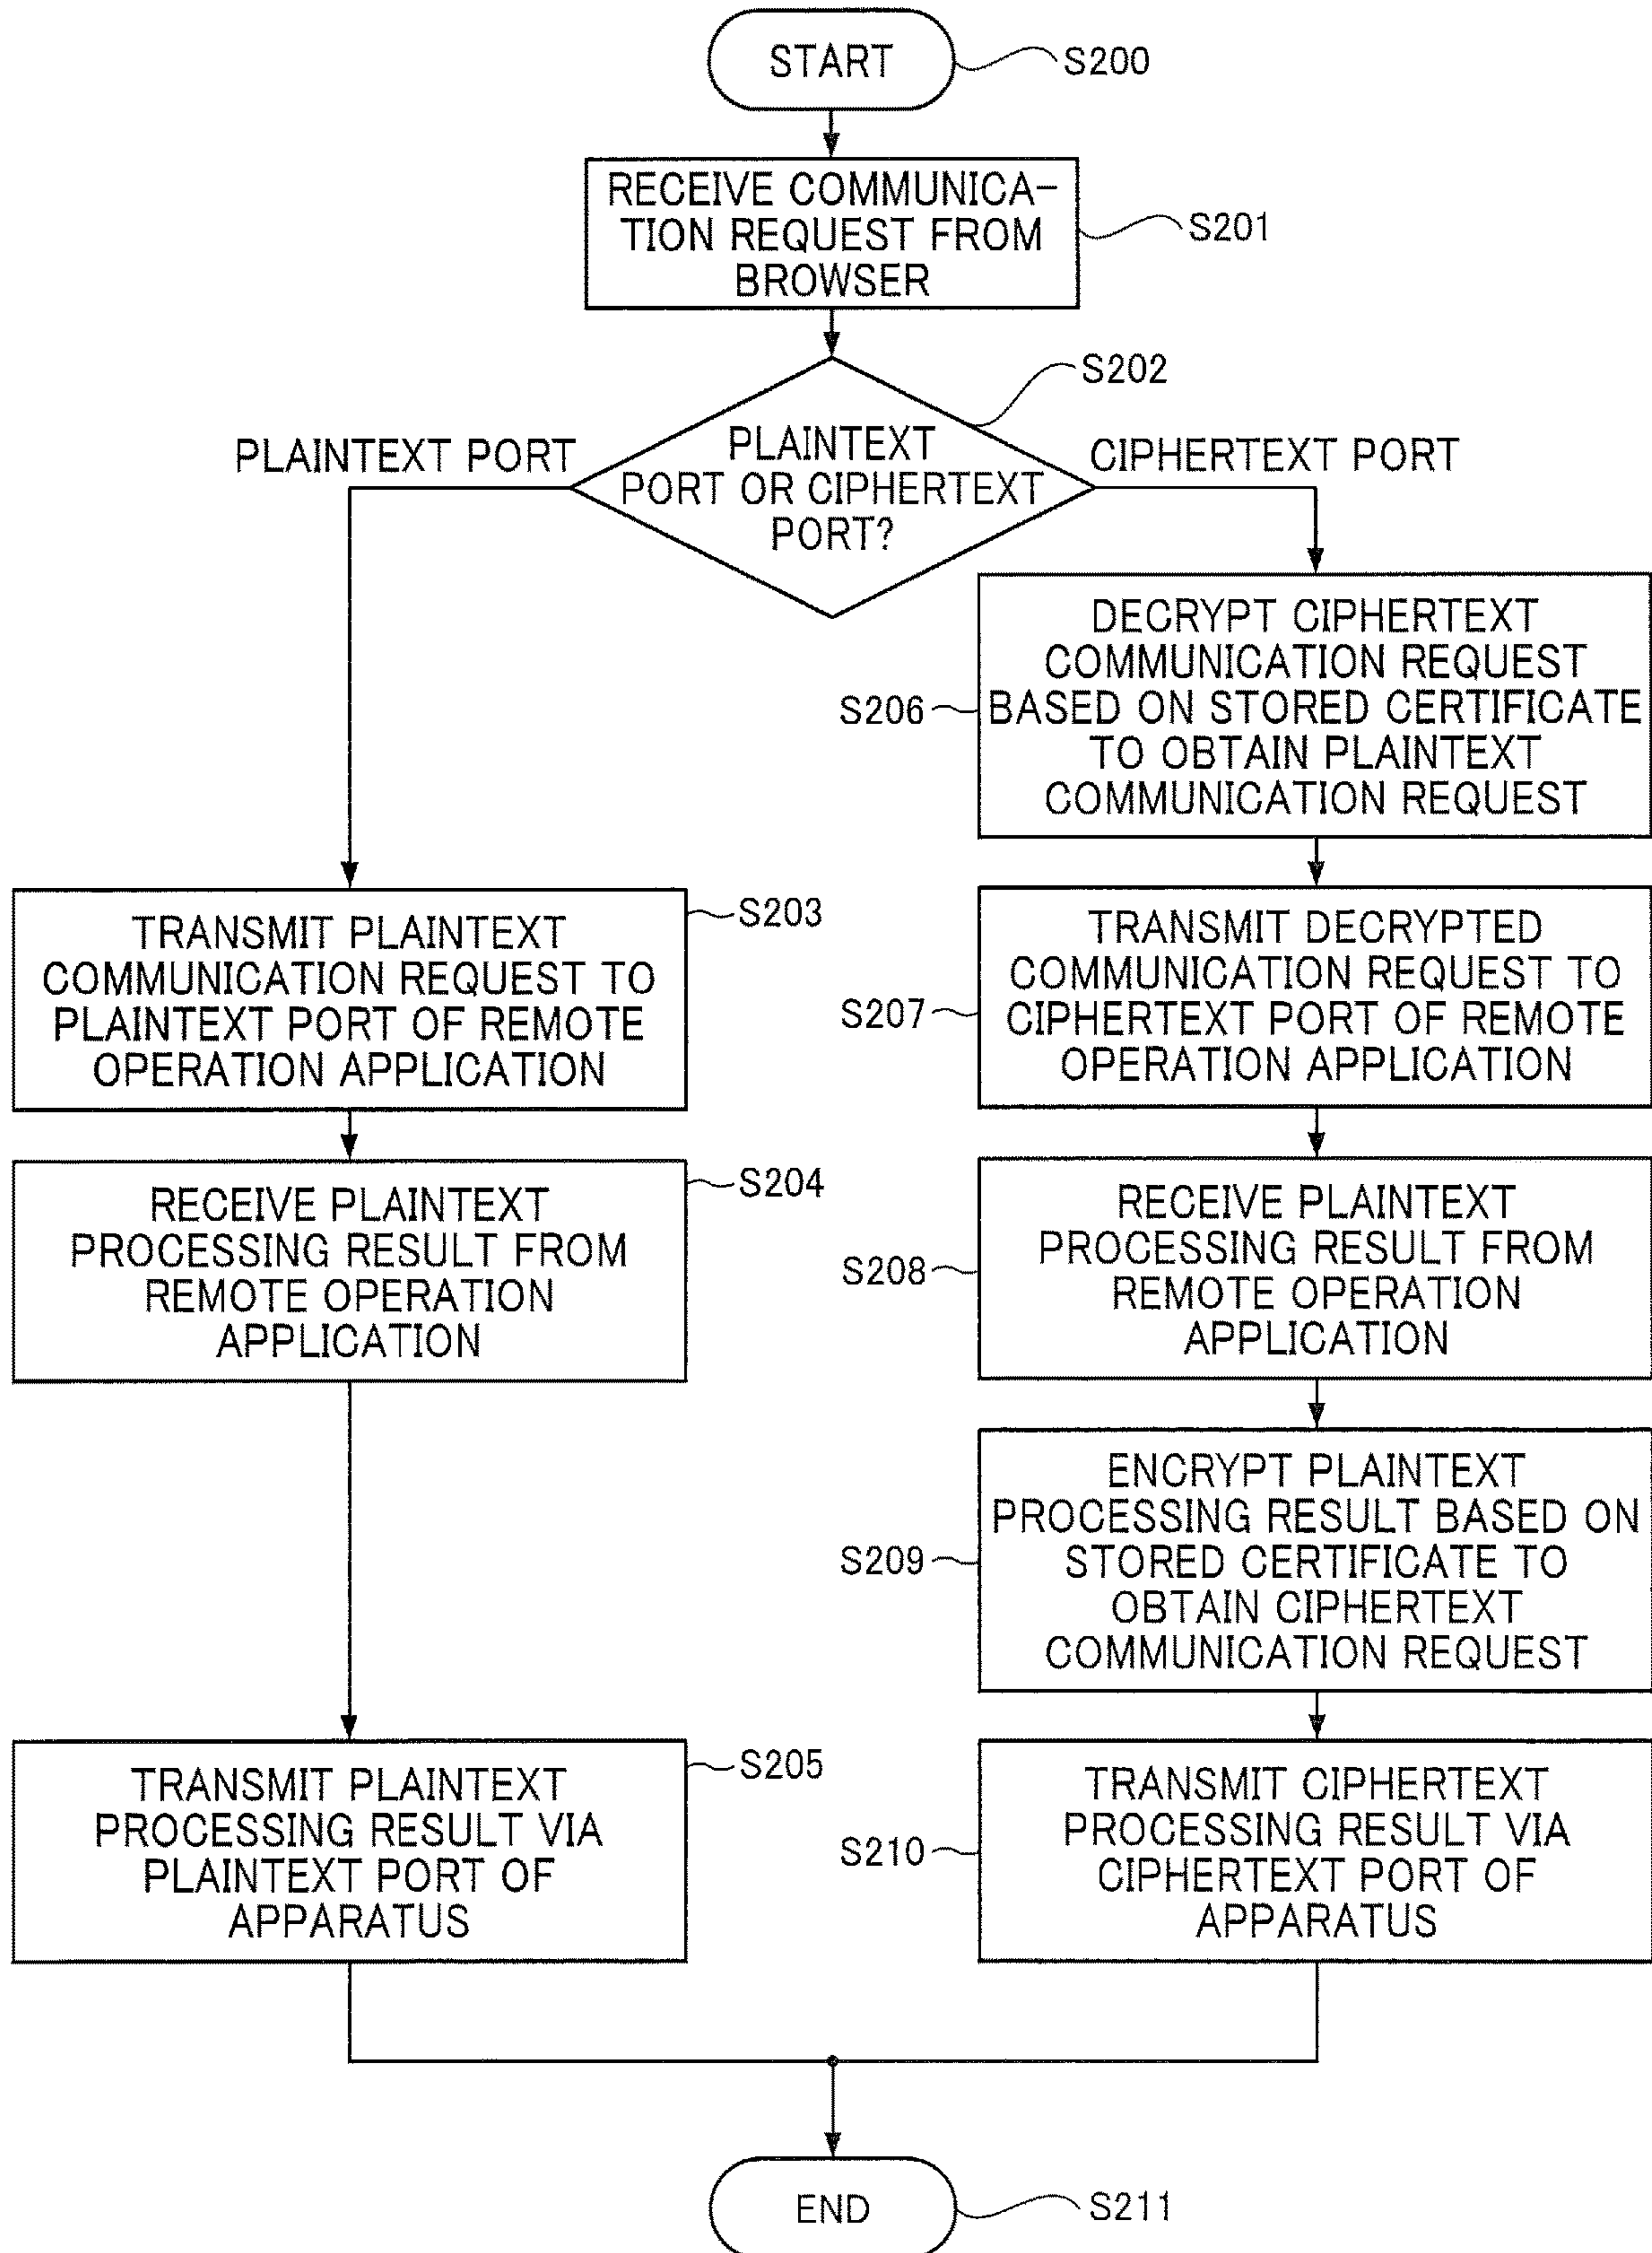 START
S200
RECEIVE COMMUNICA-
TION REQUEST FROM
BROWSER
S201
S202
PLAINTEXT
PORT OR CIPHERTEXT
PORT?
PLAINTEXT PORT
CIPHERTEXT PORT
S203
TRANSMIT PLAINTEXT
COMMUNICATION REQUEST TO
PLAINTEXT PORT OF REMOTE
OPERATION APPLICATION
S204
RECEIVE PLAINTEXT
PROCESSING RESULT FROM
REMOTE OPERATION
APPLICATION
S205
TRANSMIT PLAINTEXT
PROCESSING RESULT VIA
PLAINTEXT PORT OF
APPARATUS
S206
DECRYPT CIPHERTEXT
COMMUNICATION REQUEST
BASED ON STORED CERTIFICATE
TO OBTAIN PLAINTEXT
COMMUNICATION REQUEST
S207
TRANSMIT DECRYPTED
COMMUNICATION REQUEST TO
CIPHERTEXT PORT OF REMOTE
OPERATION APPLICATION
S208
RECEIVE PLAINTEXT
PROCESSING RESULT FROM
REMOTE OPERATION
APPLICATION
S209
ENCRYPT PLAINTEXT
PROCESSING RESULT BASED ON
STORED CERTIFICATE TO
OBTAIN CIPHERTEXT
COMMUNICATION REQUEST
S210
TRANSMIT CIPHERTEXT
PROCESSING RESULT VIA
CIPHERTEXT PORT OF
APPARATUS
END
S211